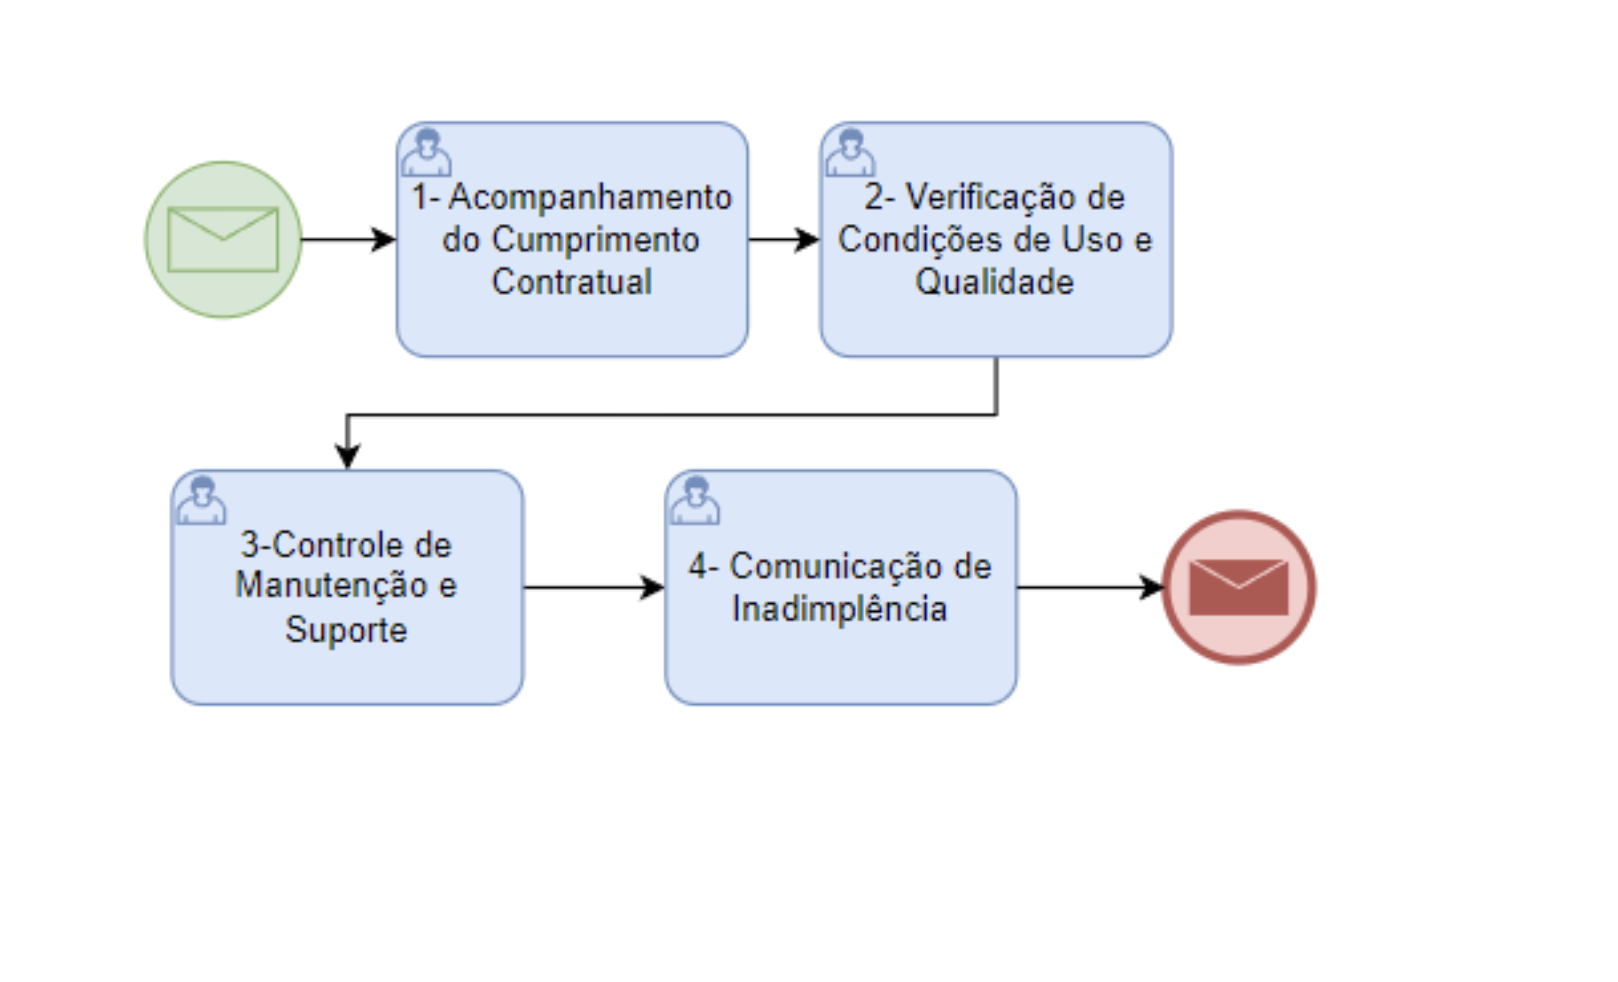 1- Acompanhamento
do Cumprimento
Contratual
2- Verificação de
Condições de Uso e
Qualidade
3-Controle de
Manutenção e
Suporte
4- Comunicação de
Inadimplência